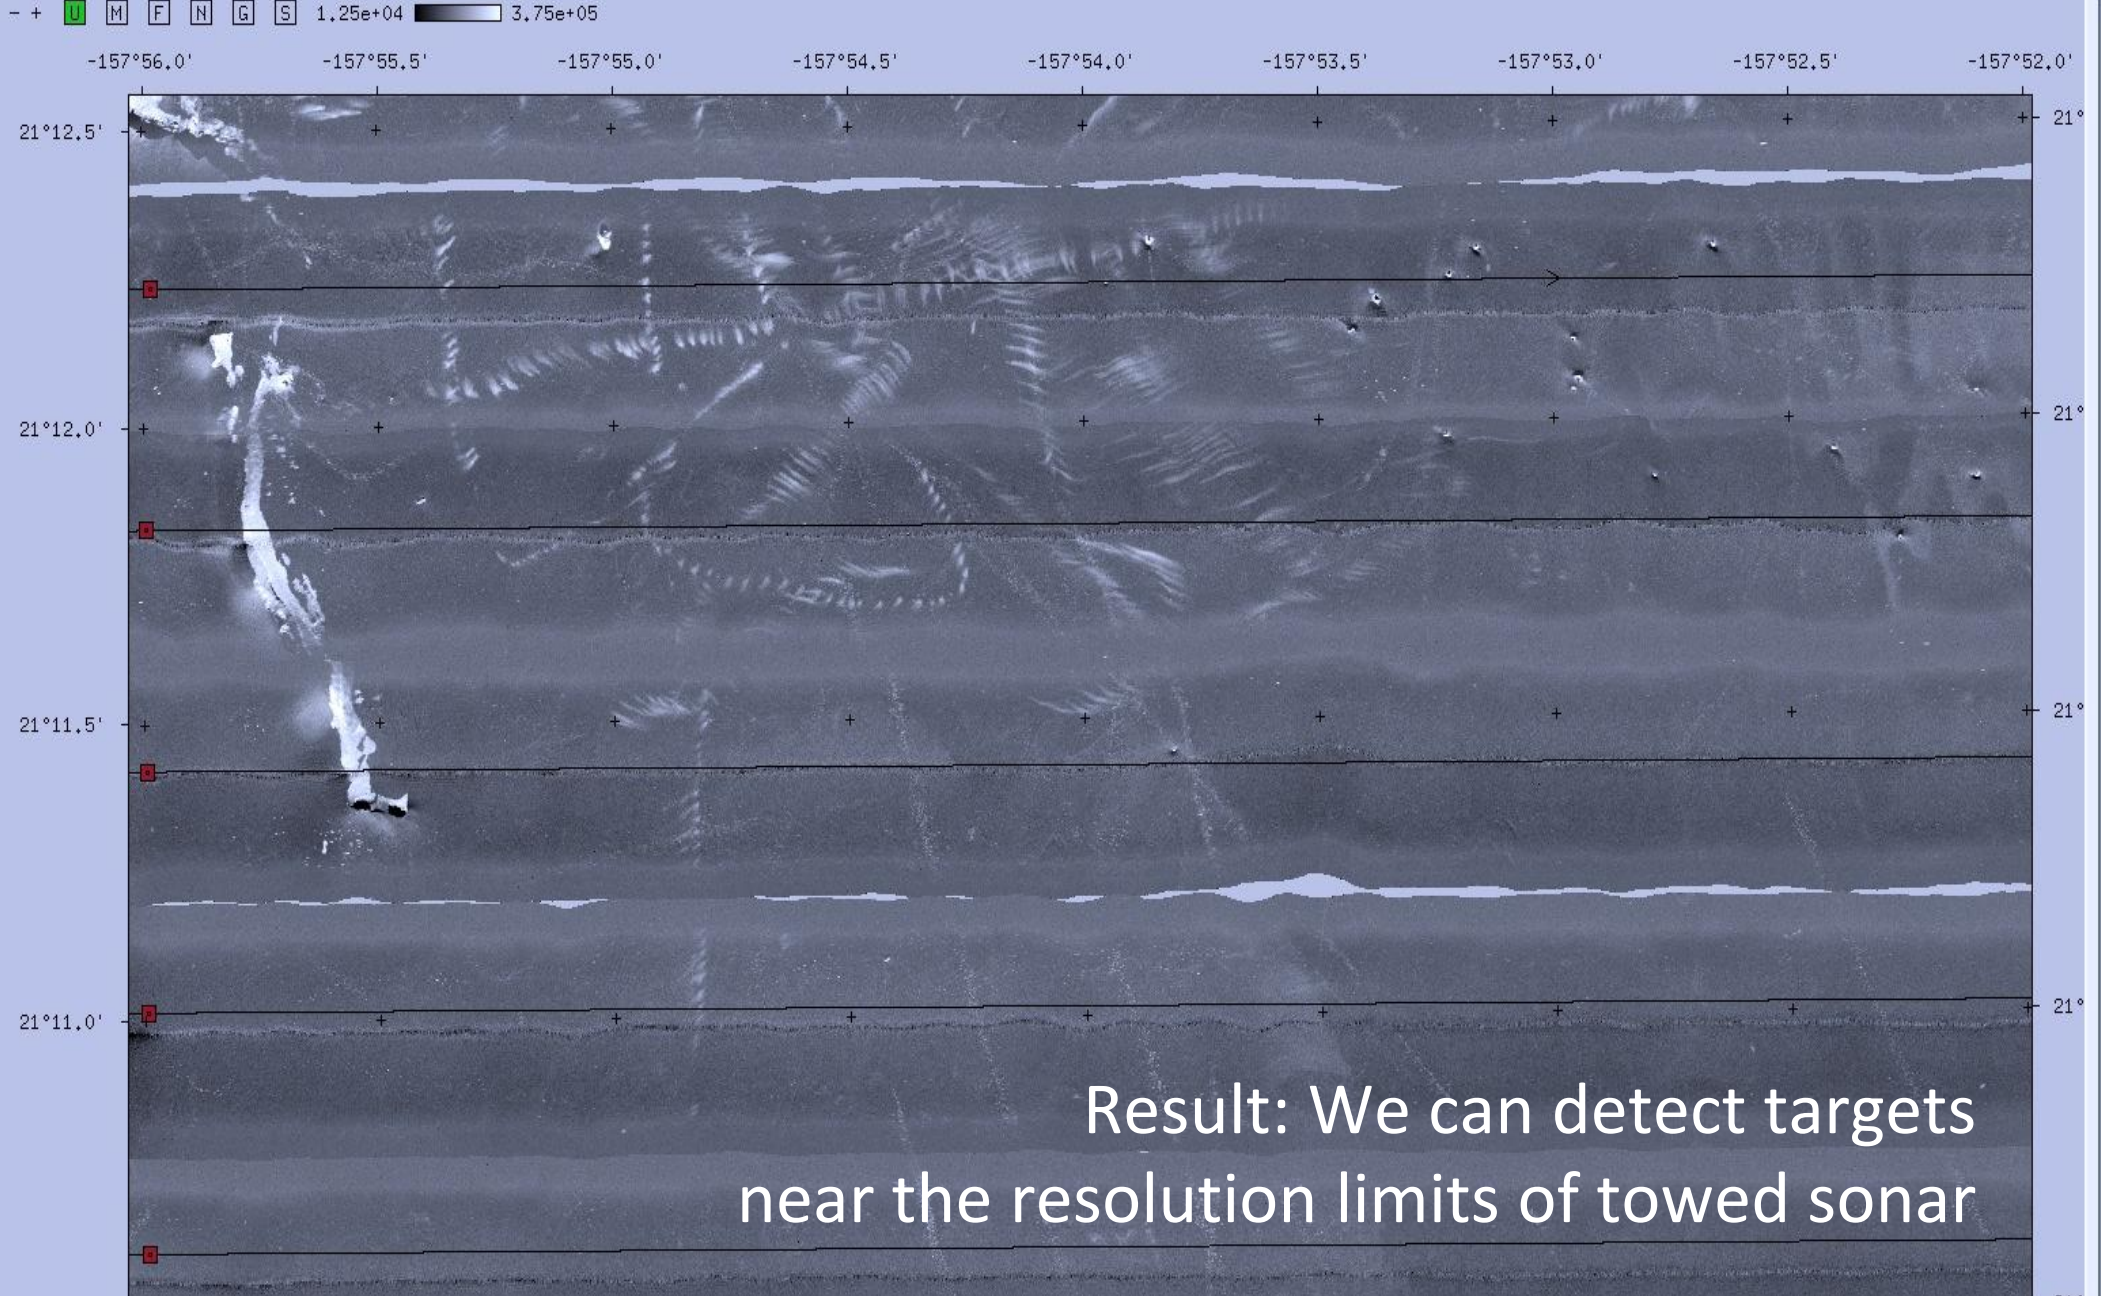 - + U M F N G S 1.25e+04 3.75e+05
-157°56.0' -157°55.5' -157°55.0' -157°54.5' -157°54.0' -157°53.5' -157°53.0' -157°52.5' -157°52.0'
21°12.5' 21°
21°12.0' 21°
21°11.5' 21°
21°11.0' 21°
Result: We can detect targets
near the resolution limits of towed sonar